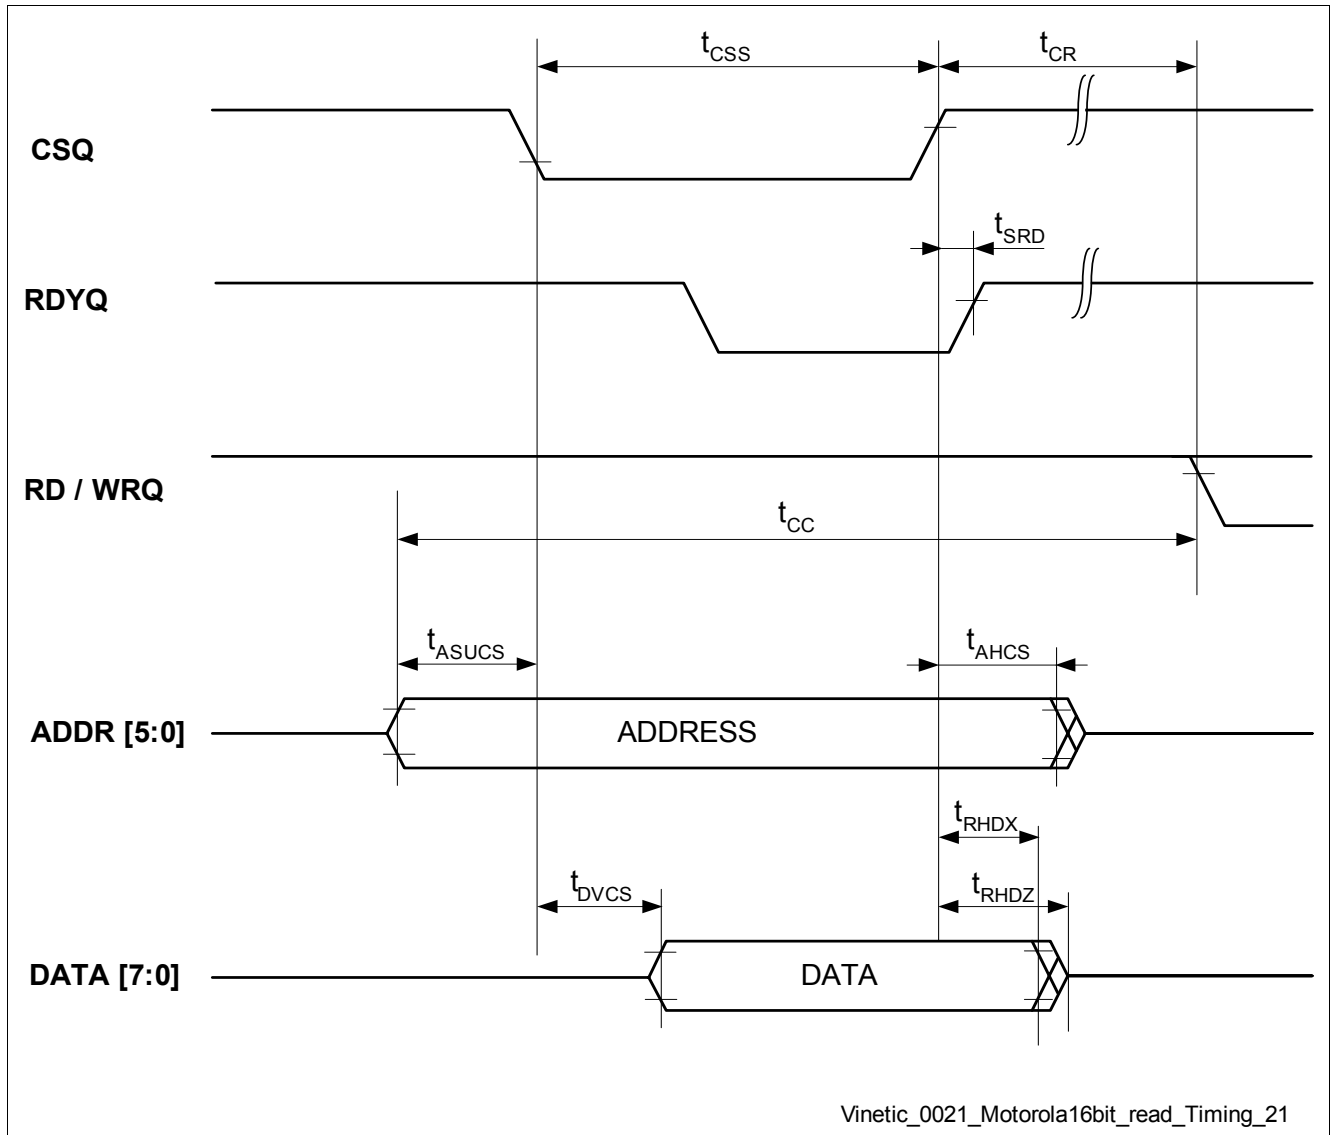 tCSS
tCR
CSQ
tSRD
RDYQ
RD / WRQ
tCC
tASUCS
tAHCS
ADDR [5:0]
ADDRESS
tRHDX
tDVCS
tRHDZ
DATA [7:0]
DATA
Vinetic_0021_Motorola16bit_read_Timing_21